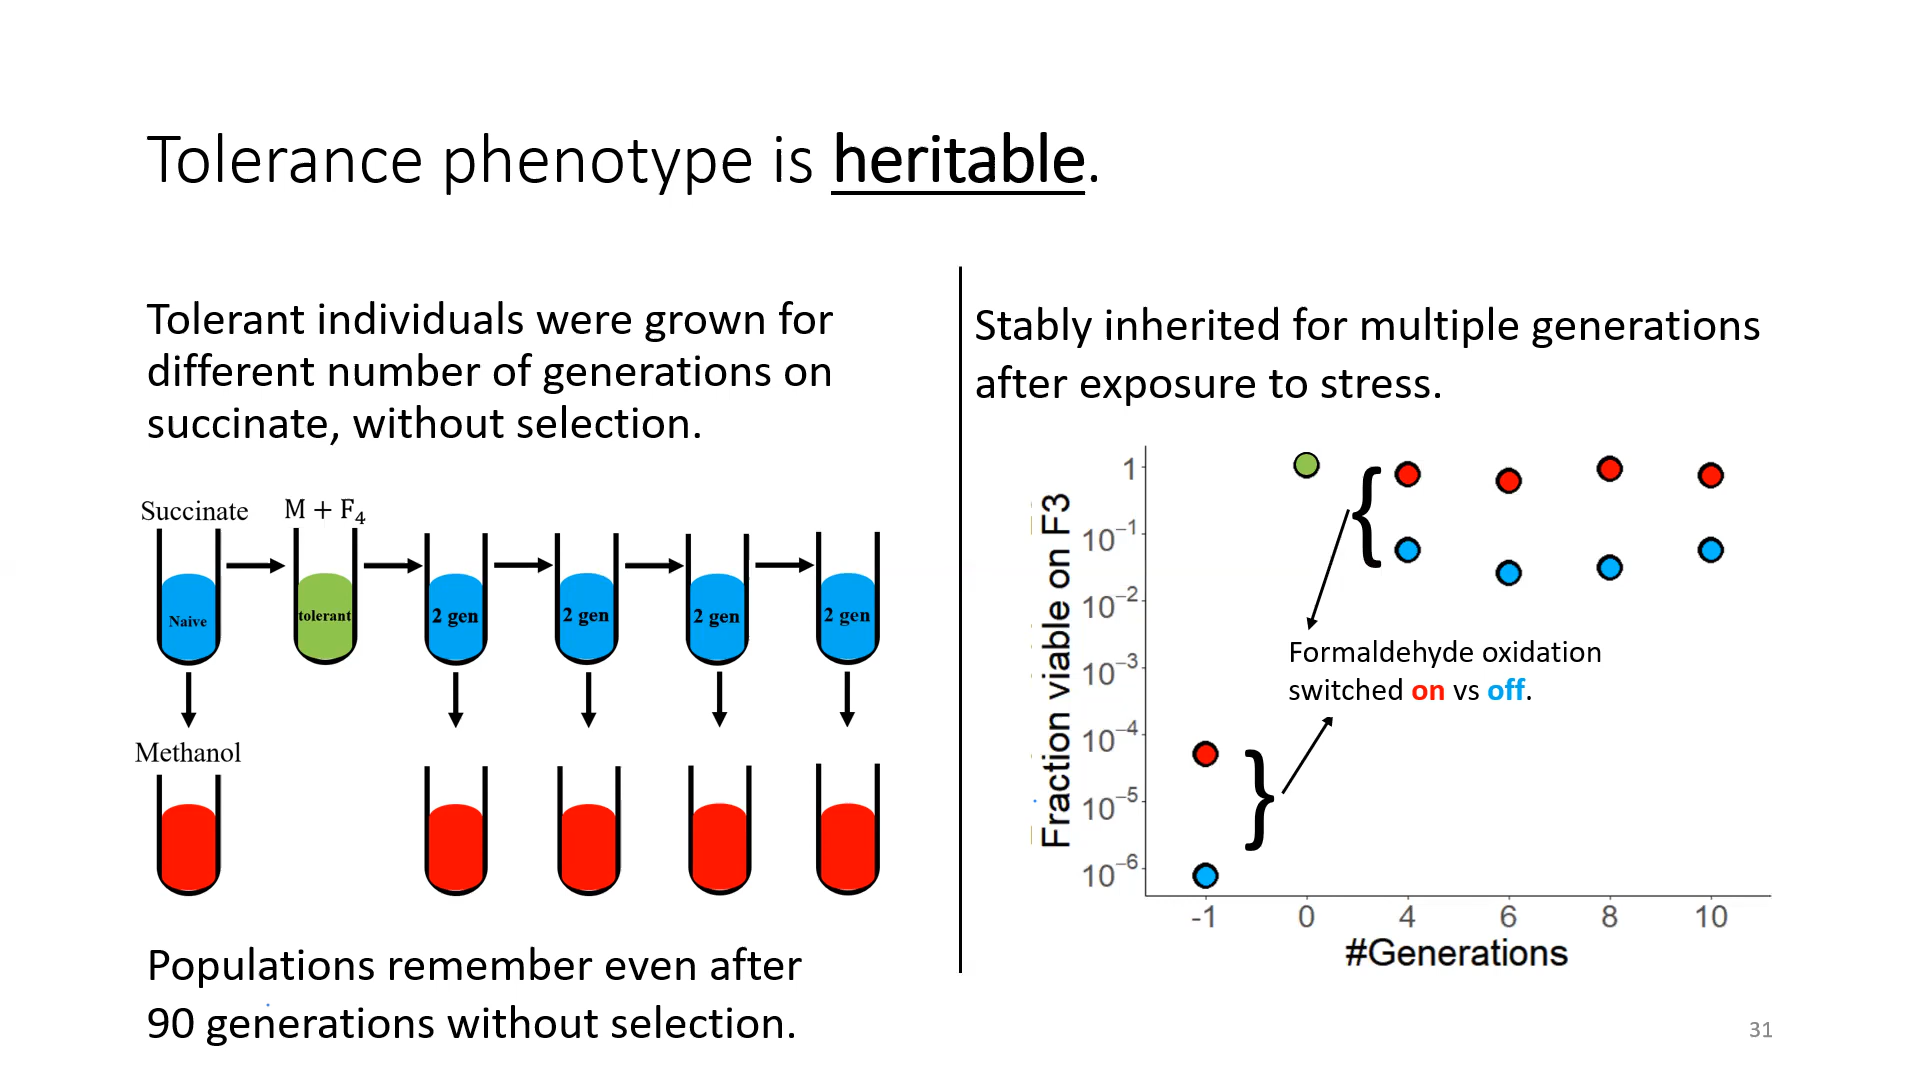 Tolerance phenotype is heritable.
Tolerant individuals were grown for
different number of generations on
succinate, without selection.
Succinate M + F₄
Naive tolerant 2 gen 2 gen 2 gen 2 gen
Methanol
Populations remember even after
90 generations without selection.
Stably inherited for multiple generations
after exposure to stress.
Fraction viable on F3
1
10⁻¹
10⁻²
10⁻³
10⁻⁴
10⁻⁵
10⁻⁶
Formaldehyde oxidation
switched on vs off.
-1 0 4 6 8 10
#Generations
31